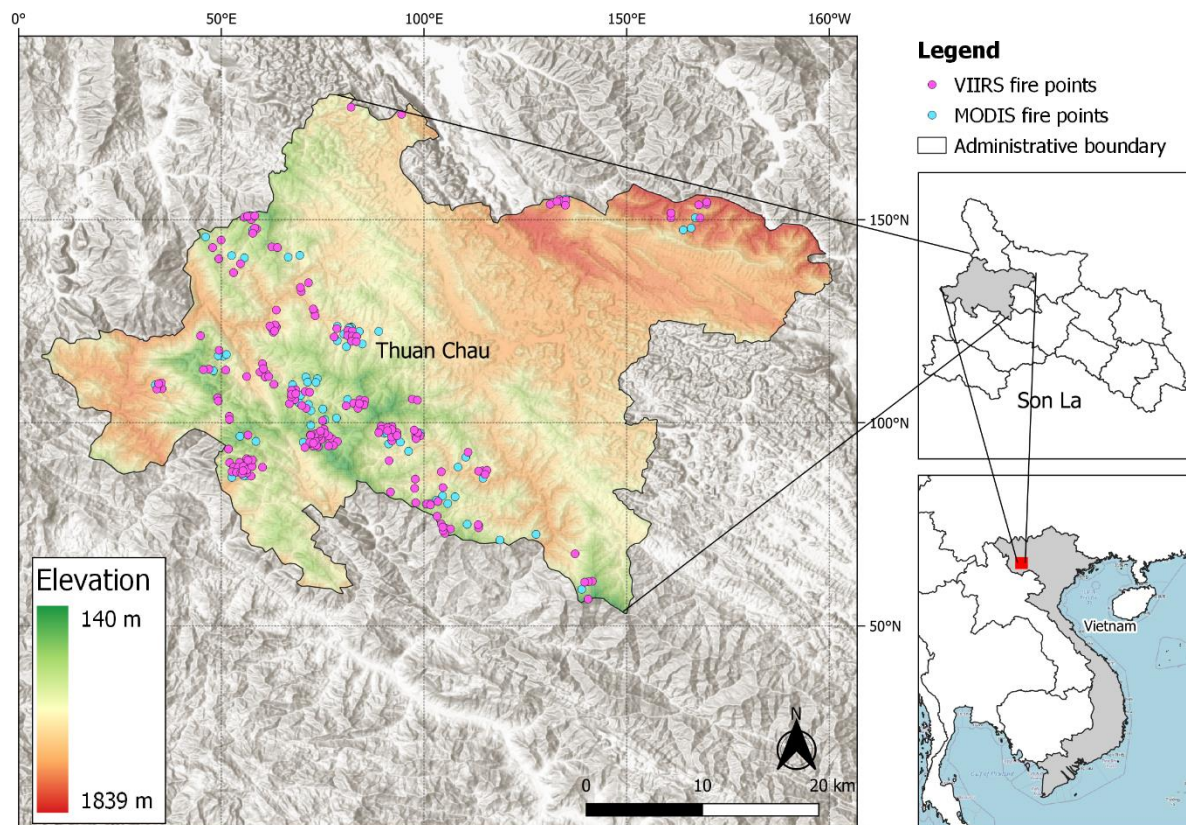 0°
50°E
100°E
150°E
160°W
150°N
100°N
50°N
Thuan Chau
Elevation
140 m
1839 m
N
0
10
20 km
Legend
VIIRS fire points
MODIS fire points
Administrative boundary
Son La
Vietnam